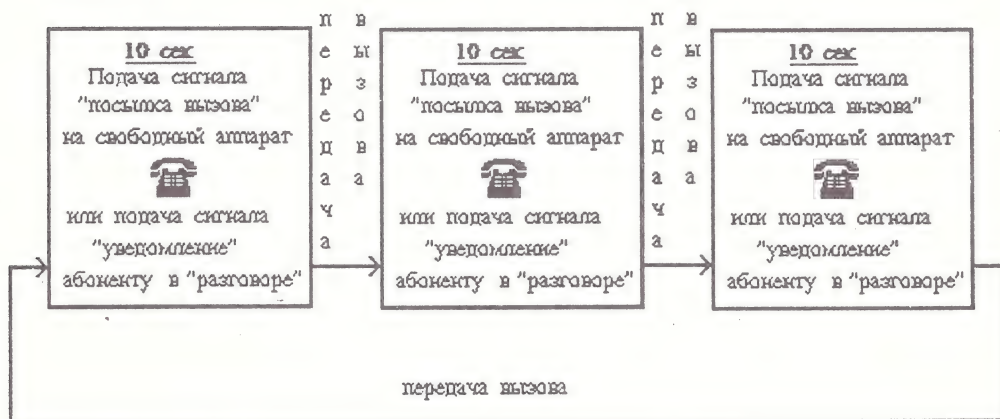 10 сек
Подача сигнала
"посылка вызова"
на свободный аппарат
или подача сигнала
"уведомление"
абоненту в "разговоре"
передача
вызова
10 сек
Подача сигнала
"посылка вызова"
на свободный аппарат
или подача сигнала
"уведомление"
абоненту в "разговоре"
передача
вызова
10 сек
Подача сигнала
"посылка вызова"
на свободный аппарат
или подача сигнала
"уведомление"
абоненту в "разговоре"
передача вызова